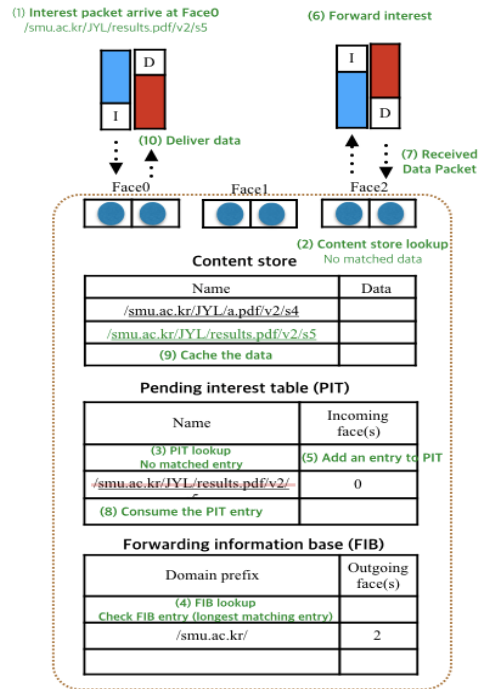 (1) Interest packet arrive at Face0
/smu.ac.kr/JYL/results.pdf/v2/s5
(6) Forward interest
I
D
I
D
(10) Deliver data
(7) Received
Data Packet
Face0
Face1
Face2
(2) Content store lookup
No matched data
Content store
Name
Data
/smu.ac.kr/JYL/a.pdf/v2/s4
/smu.ac.kr/JYL/results.pdf/v2/s5
(9) Cache the data
Pending interest table (PIT)
Name
Incoming
face(s)
(3) PIT lookup
No matched entry
(5) Add an entry to PIT
/smu.ac.kr/JYL/results.pdf/v2/
0
(8) Consume the PIT entry
Forwarding information base (FIB)
Domain prefix
Outgoing
face(s)
(4) FIB lookup
Check FIB entry (longest matching entry)
/smu.ac.kr/
2